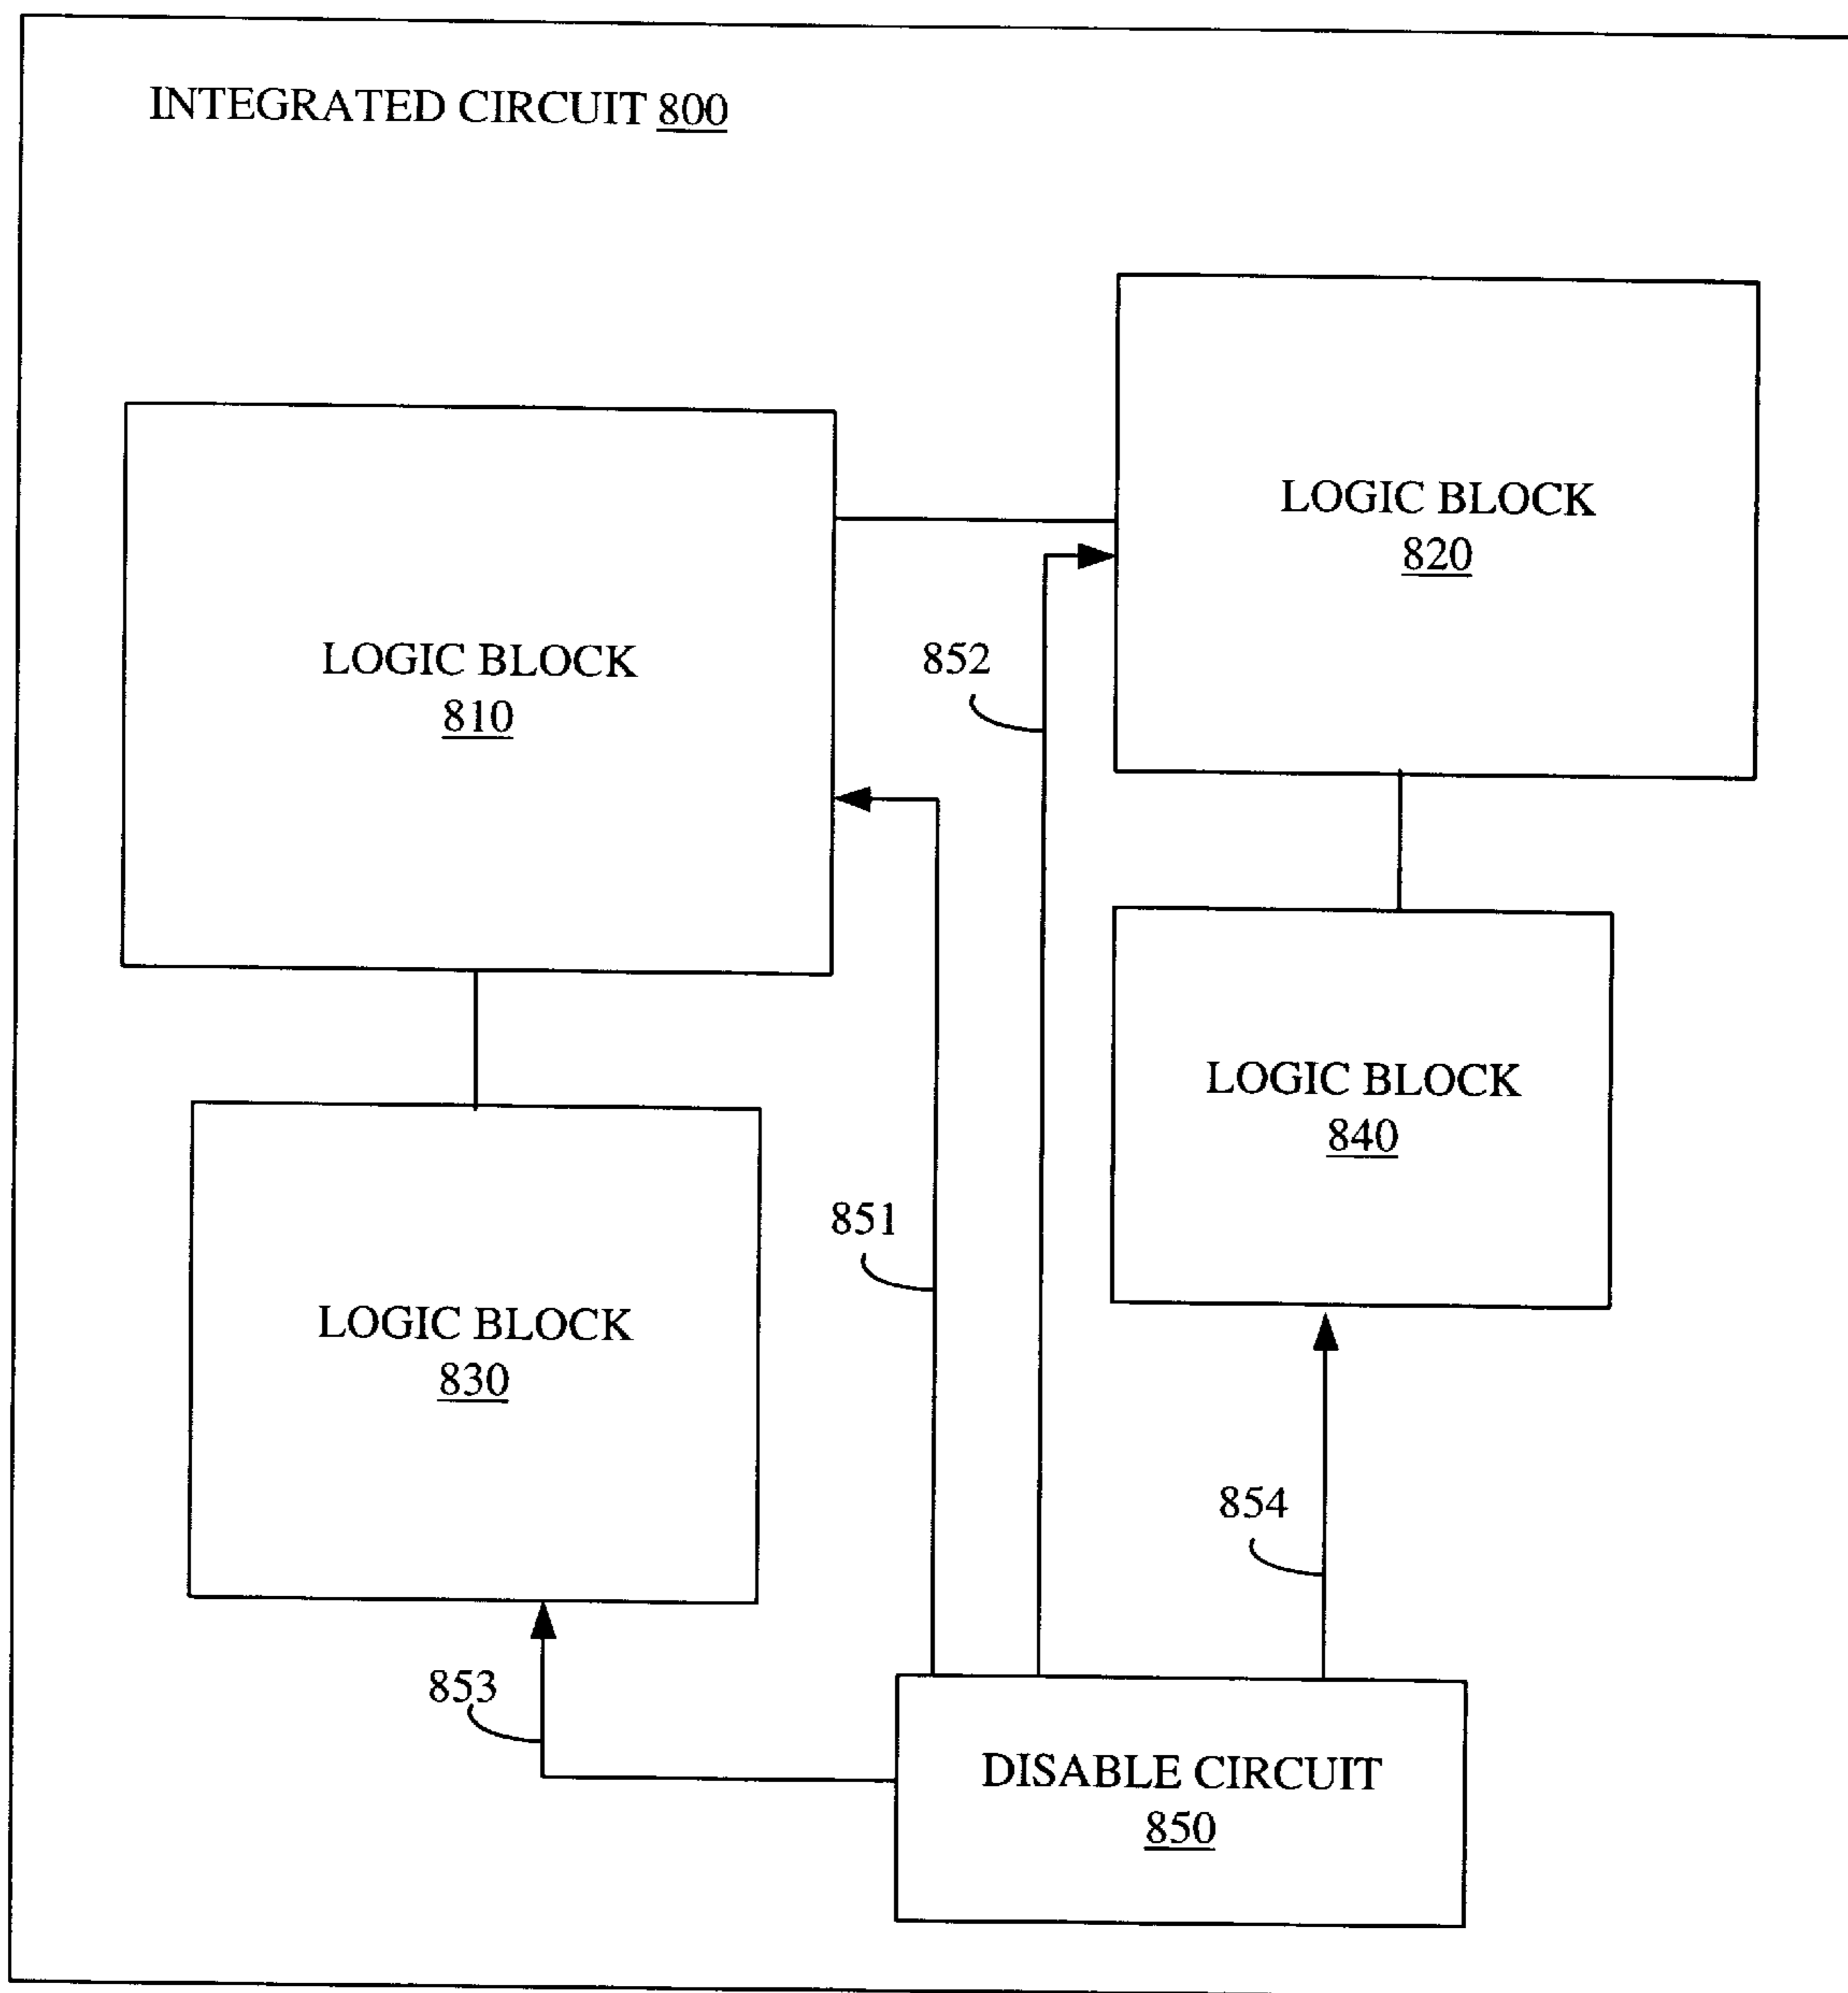 INTEGRATED CIRCUIT 800
LOGIC BLOCK
820
LOGIC BLOCK
810
852
LOGIC BLOCK
840
851
LOGIC BLOCK
830
854
853
DISABLE CIRCUIT
850